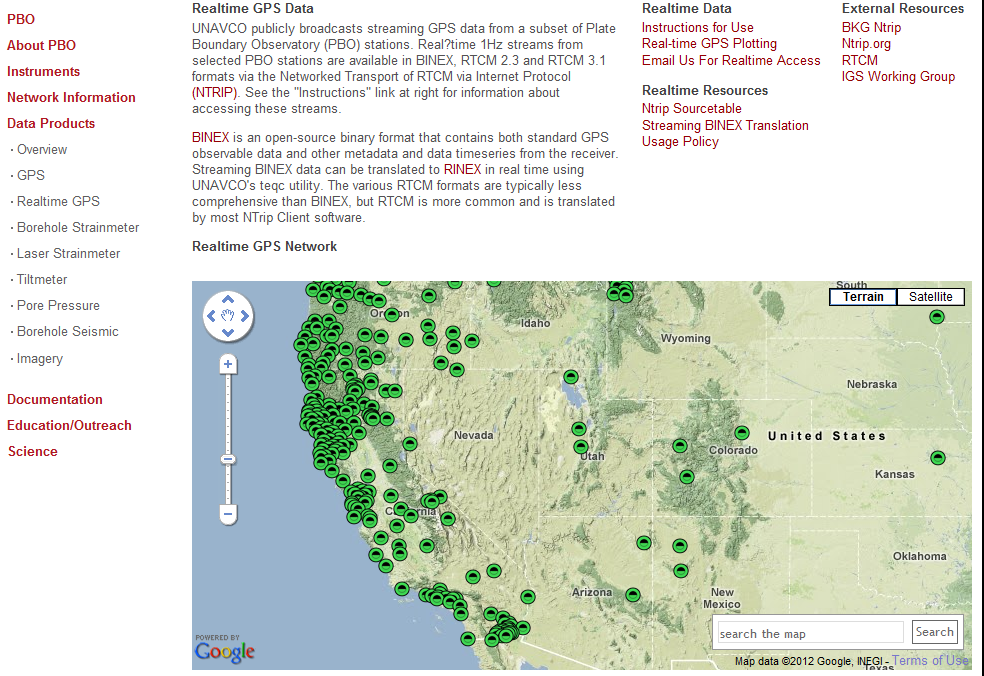 PBO
About PBO
Instruments
Network Information
Data Products
· Overview
· GPS
· Realtime GPS
· Borehole Strainmeter
· Laser Strainmeter
· Tiltmeter
· Pore Pressure
· Borehole Seismic
· Imagery
Documentation
Education/Outreach
Science
Realtime GPS Data
UNAVCO publicly broadcasts streaming GPS data from a subset of Plate
Boundary Observatory (PBO) stations. Real?time 1Hz streams from
selected PBO stations are available in BINEX, RTCM 2.3 and RTCM 3.1
formats via the Networked Transport of RTCM via Internet Protocol
(NTRIP). See the "Instructions" link at right for information about
accessing these streams.
BINEX is an open-source binary format that contains both standard GPS
observable data and other metadata and data timeseries from the receiver.
Streaming BINEX data can be translated to RINEX in real time using
UNAVCO's teqc utility. The various RTCM formats are typically less
comprehensive than BINEX, but RTCM is more common and is translated
by most NTrip Client software.
Realtime GPS Network
Realtime Data
Instructions for Use
Real-time GPS Plotting
Email Us For Realtime Access
Realtime Resources
Ntrip Sourcetable
Streaming BINEX Translation
Usage Policy
External Resources
BKG Ntrip
Ntrip.org
RTCM
IGS Working Group
South
Terrain
Satellite
Oregon
Idaho
Wyoming
Nebraska
Nevada
United States
Utah
Colorado
Kansas
California
Oklahoma
Arizona
New
Mexico
search the map
Search
POWERED BY
Google
Map data ©2012 Google, INEGI - Terms of Use
Texas